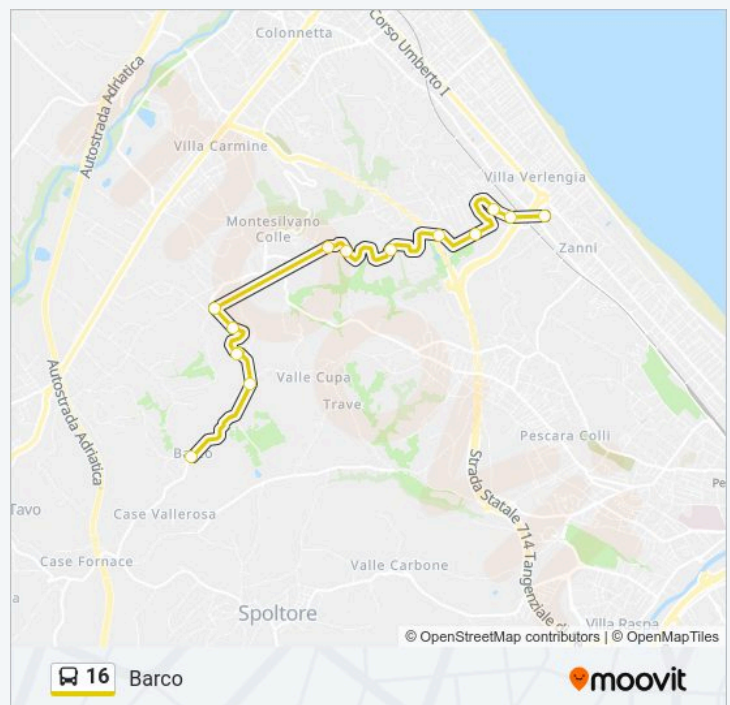 Colonnetta
Corso Umberto I
Autostrada Adriatica
Villa Carmine
Villa Verlengia
Montesilvano
Colle
Zanni
Autostrada Adriatica
Valle Cupa
Trave
Pescara Colli
Strada Statale 714 Tangenziale
Pe
Tavo
Case Vallerosa
Case Fornace
Valle Carbone
a
Spoltore
Villa Raspa
© OpenStreetMap contributors | © OpenMapTiles
16 Barco
moovit